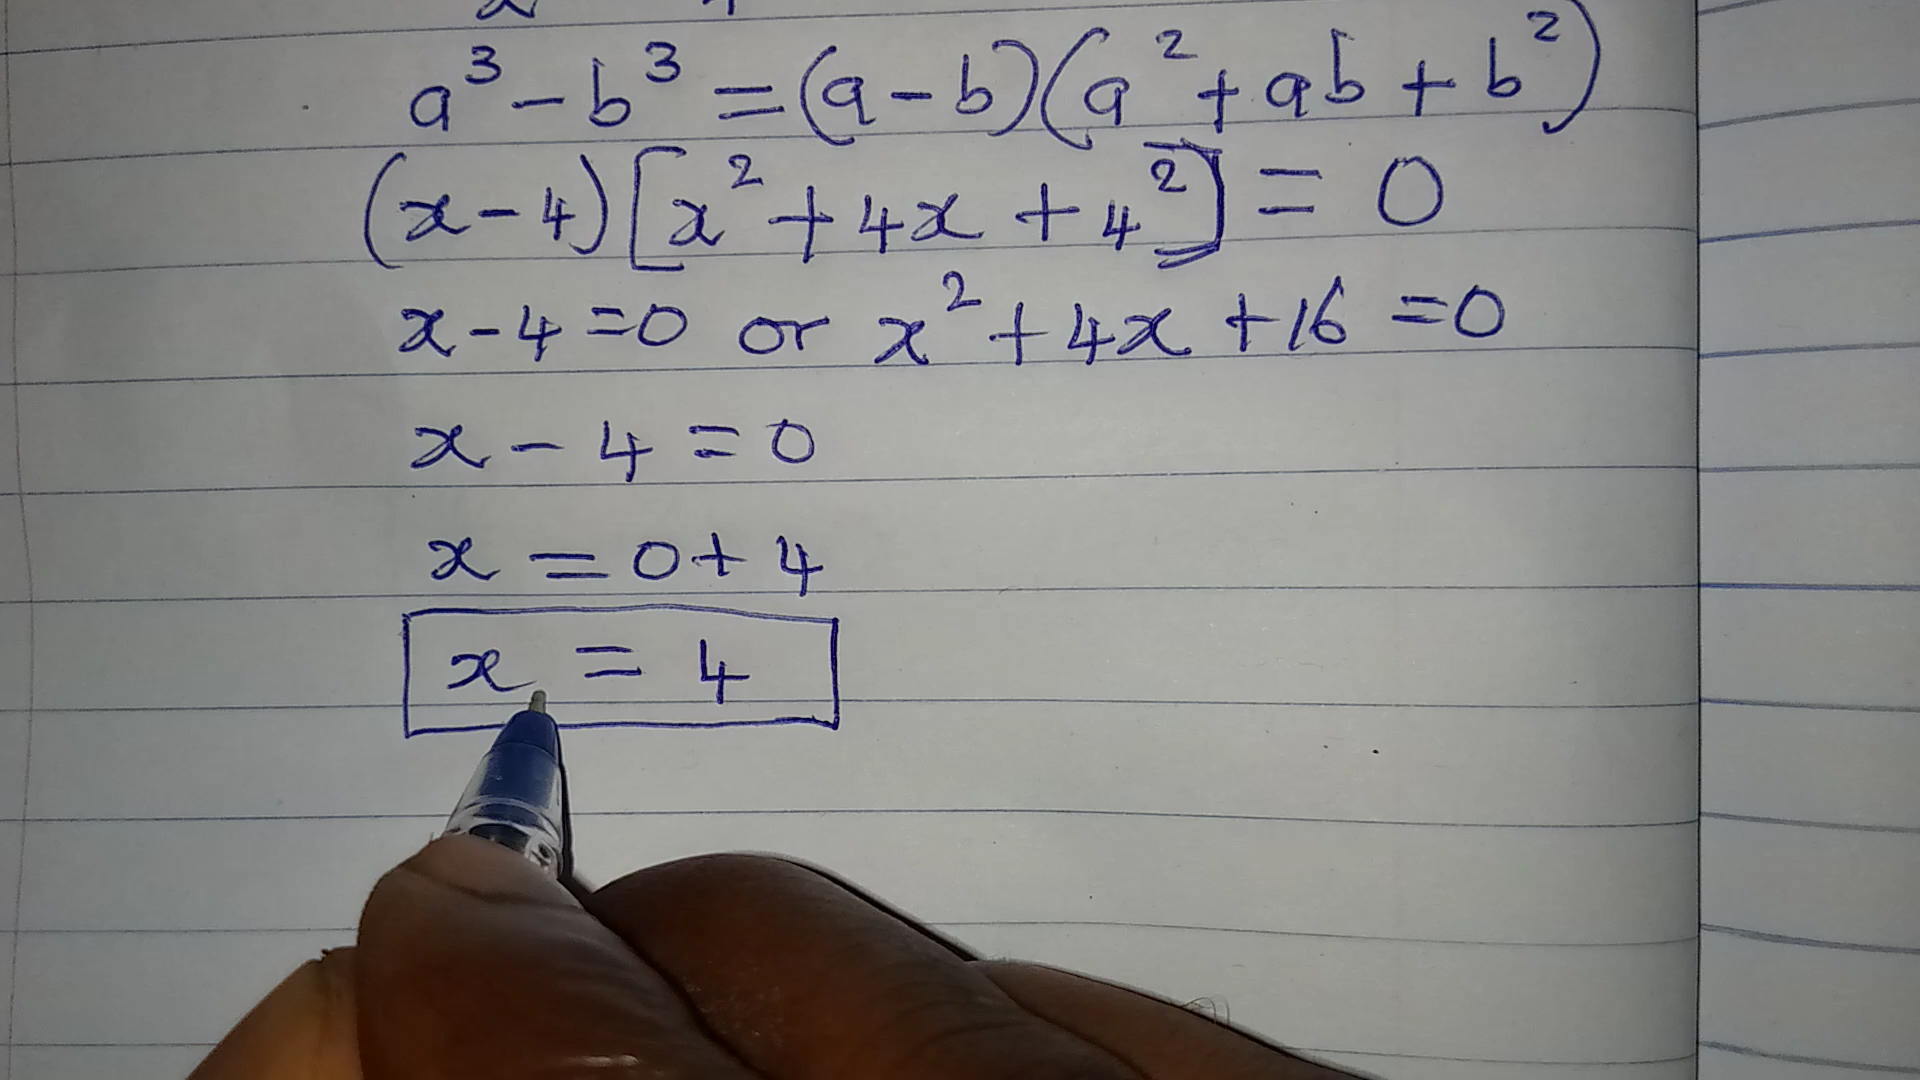 a³ - b³ = (a - b)(a² + ab + b²)
(x - 4)[x² + 4x + 4²] = 0
x - 4 = 0 or x² + 4x + 16 = 0
x - 4 = 0
x = 0 + 4
x = 4